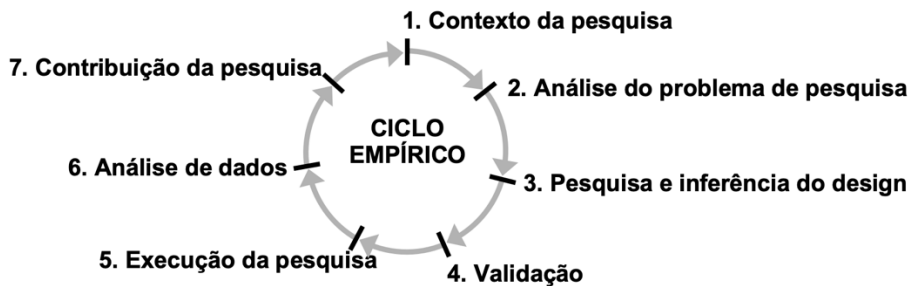 1. Contexto da pesquisa
2. Análise do problema de pesquisa
3. Pesquisa e inferência do design
4. Validação
5. Execução da pesquisa
6. Análise de dados
7. Contribuição da pesquisa
CICLO
EMPÍRICO